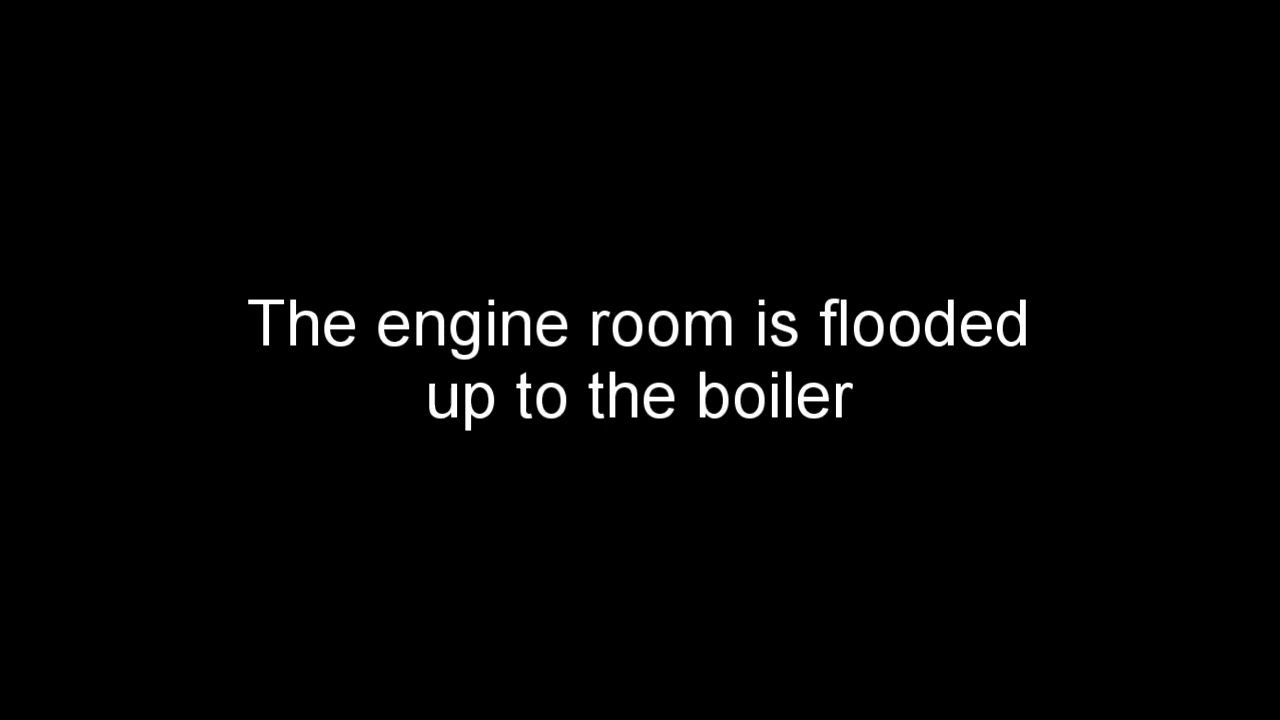 The engine room is flooded
up to the boiler